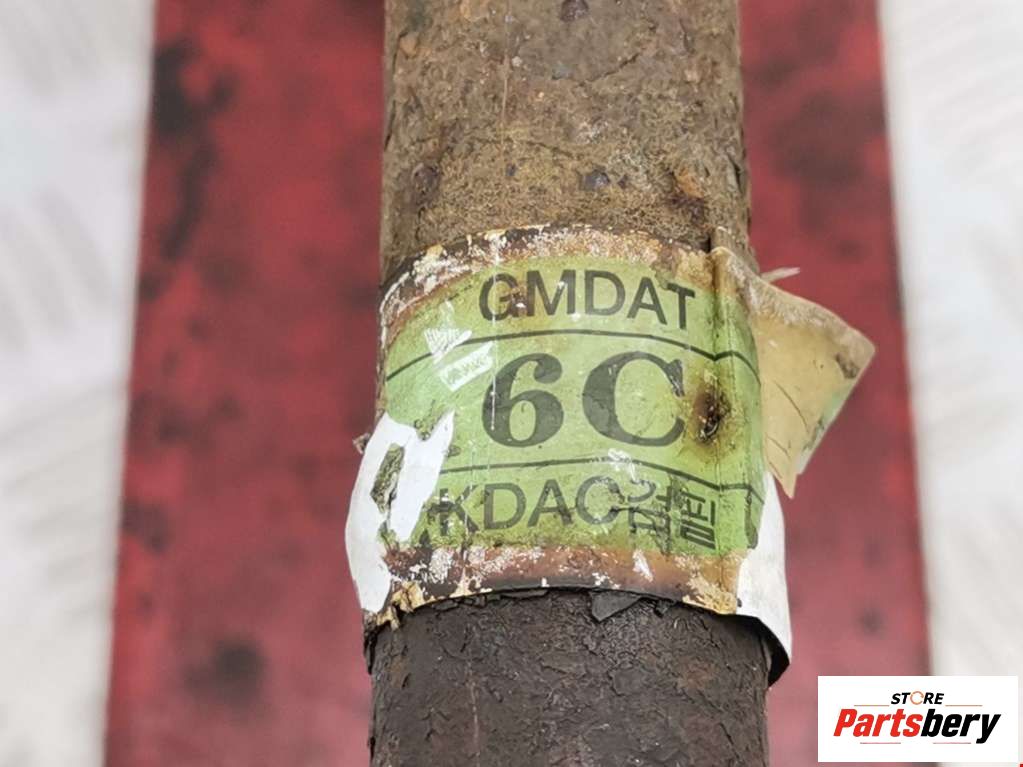 GMDAT
6C
KDAC검필
STORE
Partsbery